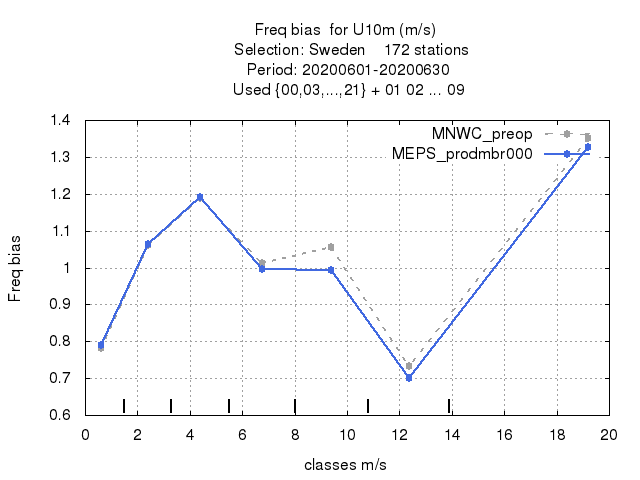 Freq bias  for U10m (m/s)
Selection: Sweden    172 stations
Period: 20200601-20200630
Used {00,03,...,21} + 01 02 ... 09
MNWC_preop
MEPS_prodmbr000
1.4
1.3
1.2
1.1
1
0.9
0.8
0.7
0.6
Freq bias
0 2 4 6 8 10 12 14 16 18 20
classes m/s